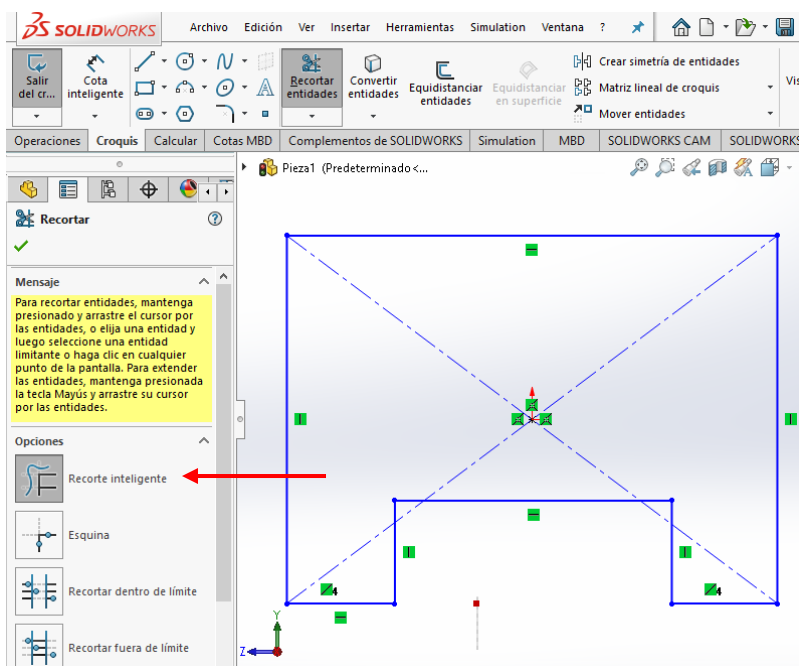 SOLIDWORKS
Archivo Edición Ver Insertar Herramientas Simulation Ventana ?
Salir del cr...
Cota inteligente
Recortar entidades
Convertir entidades
Equidistanciar entidades
Equidistanciar en superficie
Crear simetría de entidades
Matriz lineal de croquis
Mover entidades
Operaciones Croquis Calcular Cotas MBD Complementos de SOLIDWORKS Simulation MBD SOLIDWORKS CAM SOLIDWORKS
Pieza1 (Predeterminado<...
Recortar
Mensaje
Para recortar entidades, mantenga
presionado y arrastre el cursor por
las entidades, o elija una entidad y
luego seleccione una entidad
limitante o haga clic en cualquier
punto de la pantalla. Para extender
las entidades, mantenga presionada
la tecla Mayús y arrastre su cursor
por las entidades.
Opciones
Recorte inteligente
Esquina
Recortar dentro de límite
Recortar fuera de límite
4
4
Y
Z